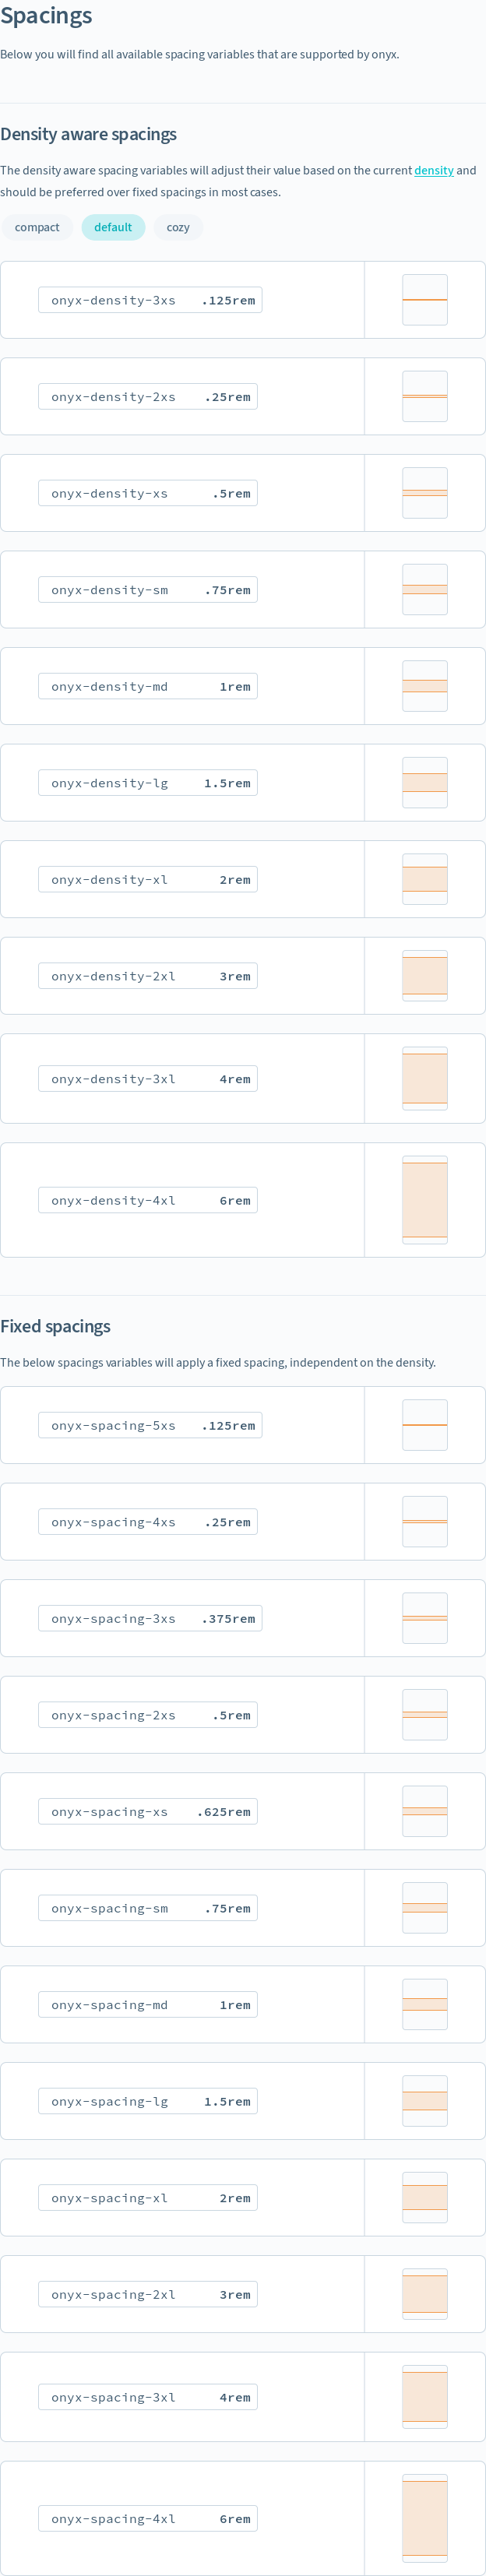 Spacings
Below you will find all available spacing variables that are supported by onyx.
Density aware spacings
The density aware spacing variables will adjust their value based on the current density and
should be preferred over fixed spacings in most cases.
compact default cozy
onyx-density-3xs .125rem
onyx-density-2xs .25rem
onyx-density-xs .5rem
onyx-density-sm .75rem
onyx-density-md 1rem
onyx-density-lg 1.5rem
onyx-density-xl 2rem
onyx-density-2xl 3rem
onyx-density-3xl 4rem
onyx-density-4xl 6rem
Fixed spacings
The below spacings variables will apply a fixed spacing, independent on the density.
onyx-spacing-5xs .125rem
onyx-spacing-4xs .25rem
onyx-spacing-3xs .375rem
onyx-spacing-2xs .5rem
onyx-spacing-xs .625rem
onyx-spacing-sm .75rem
onyx-spacing-md 1rem
onyx-spacing-lg 1.5rem
onyx-spacing-xl 2rem
onyx-spacing-2xl 3rem
onyx-spacing-3xl 4rem
onyx-spacing-4xl 6rem